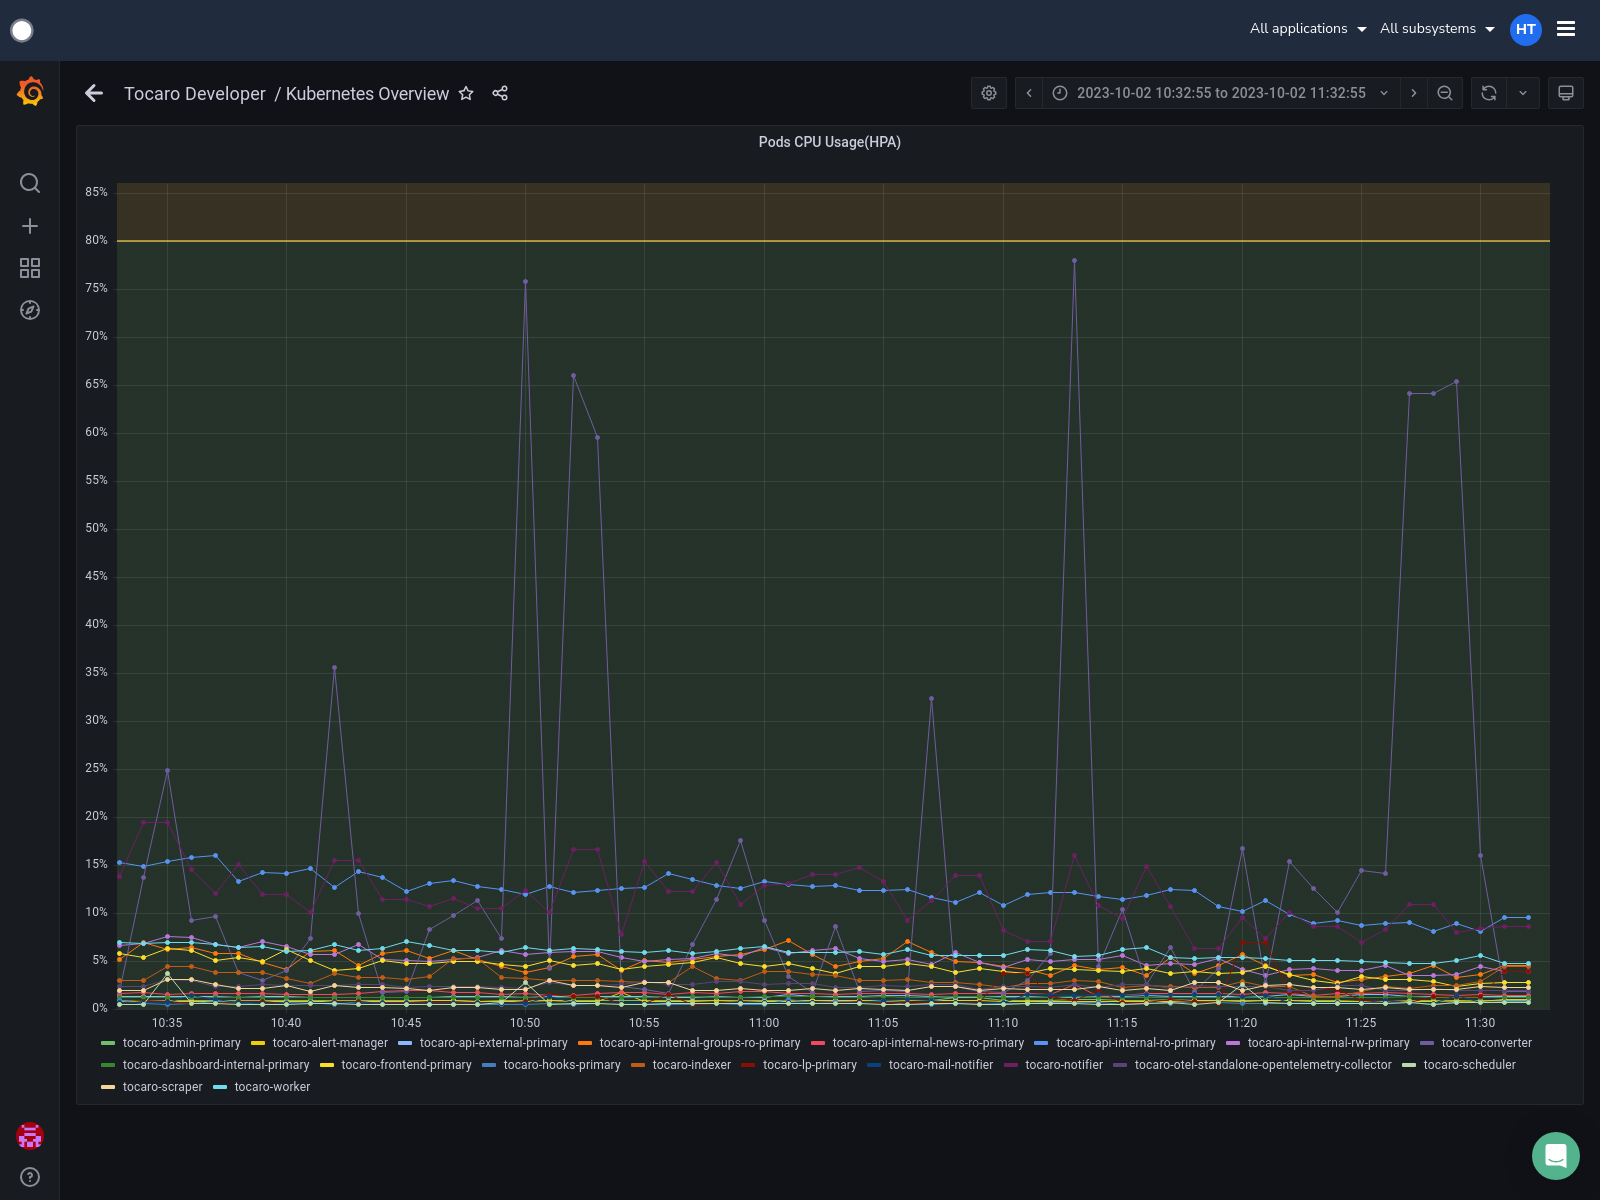 All applications All subsystems HT
Tocaro Developer / Kubernetes Overview 2023-10-02 10:32:55 to 2023-10-02 11:32:55
Pods CPU Usage(HPA)
85%
80%
75%
70%
65%
60%
55%
50%
45%
40%
35%
30%
25%
20%
15%
10%
5%
0%
10:35 10:40 10:45 10:50 10:55 11:00 11:05 11:10 11:15 11:20 11:25 11:30
tocaro-admin-primary tocaro-alert-manager tocaro-api-external-primary tocaro-api-internal-groups-ro-primary tocaro-api-internal-news-ro-primary tocaro-api-internal-ro-primary tocaro-api-internal-rw-primary tocaro-converter
tocaro-dashboard-internal-primary tocaro-frontend-primary tocaro-hooks-primary tocaro-indexer tocaro-lp-primary tocaro-mail-notifier tocaro-notifier tocaro-otel-standalone-opentelemetry-collector tocaro-scheduler
tocaro-scraper tocaro-worker